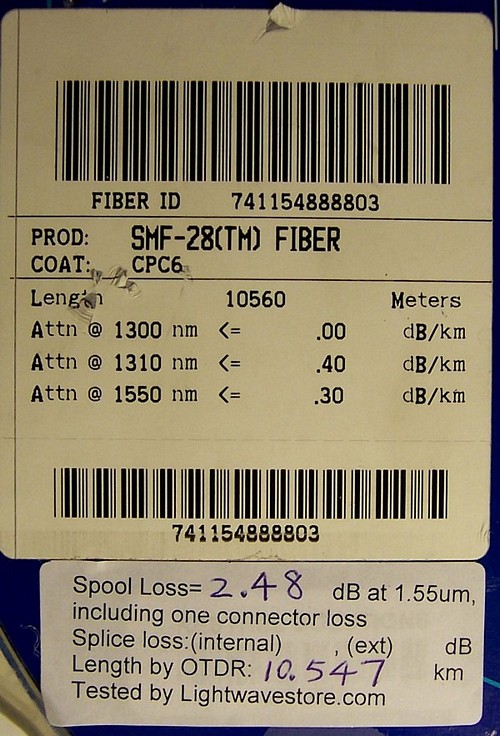 FIBER ID 741154888803
PROD: SMF-28(TM) FIBER
COAT: CPC6
Length 10560 Meters
Attn @ 1300 nm <= .00 dB/km
Attn @ 1310 nm <= .40 dB/km
Attn @ 1550 nm <= .30 dB/km
741154888803
Spool Loss= 2.48 dB at 1.55um,
including one connector loss
Splice loss:(internal) , (ext) dB
Length by OTDR: 10.547 km
Tested by Lightwavestore.com